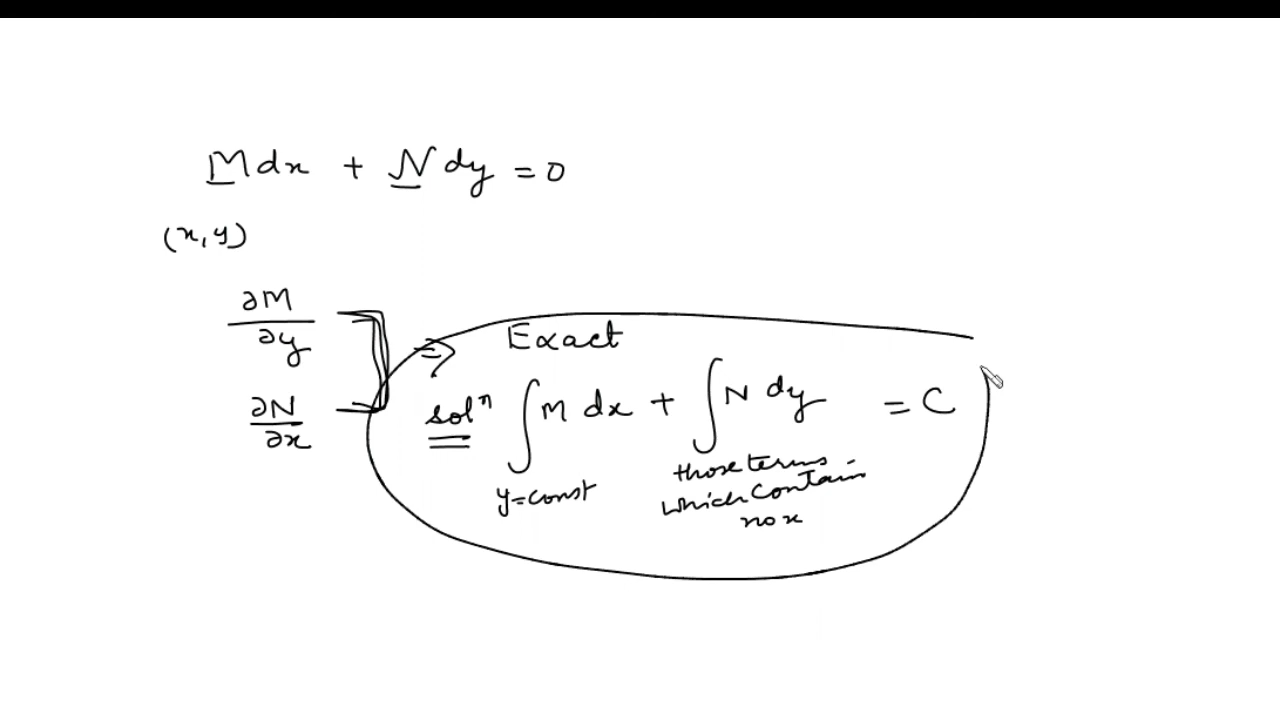 Mdx + Ndy = 0
(x, y)
∂M/∂y
∂N/∂x
⇒ Exact
solⁿ ∫M dx + ∫N dy = C
y=const
those terms
which contain
no x